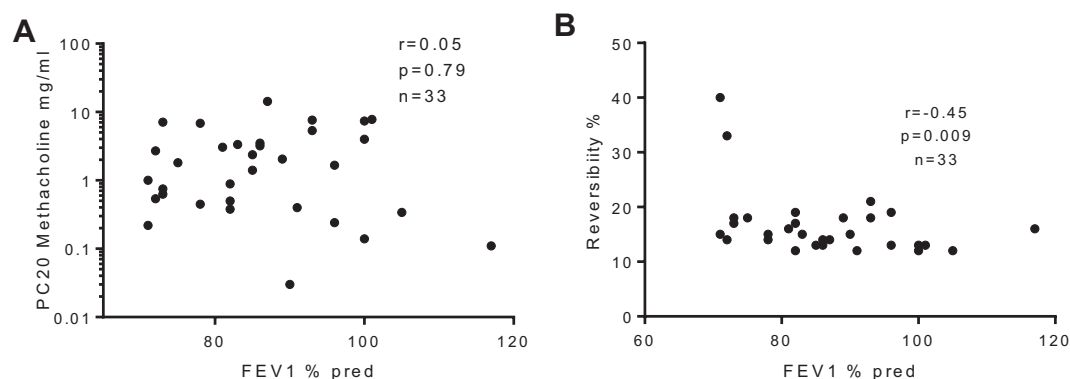 A
PC20 Methacholine mg/ml
100
10
1
0.1
0.01
80
100
120
FEV1 % pred
r=0.05
p=0.79
n=33
B
Reversibility %
50
40
30
20
10
0
60
80
100
120
FEV1 % pred
r=-0.45
p=0.009
n=33